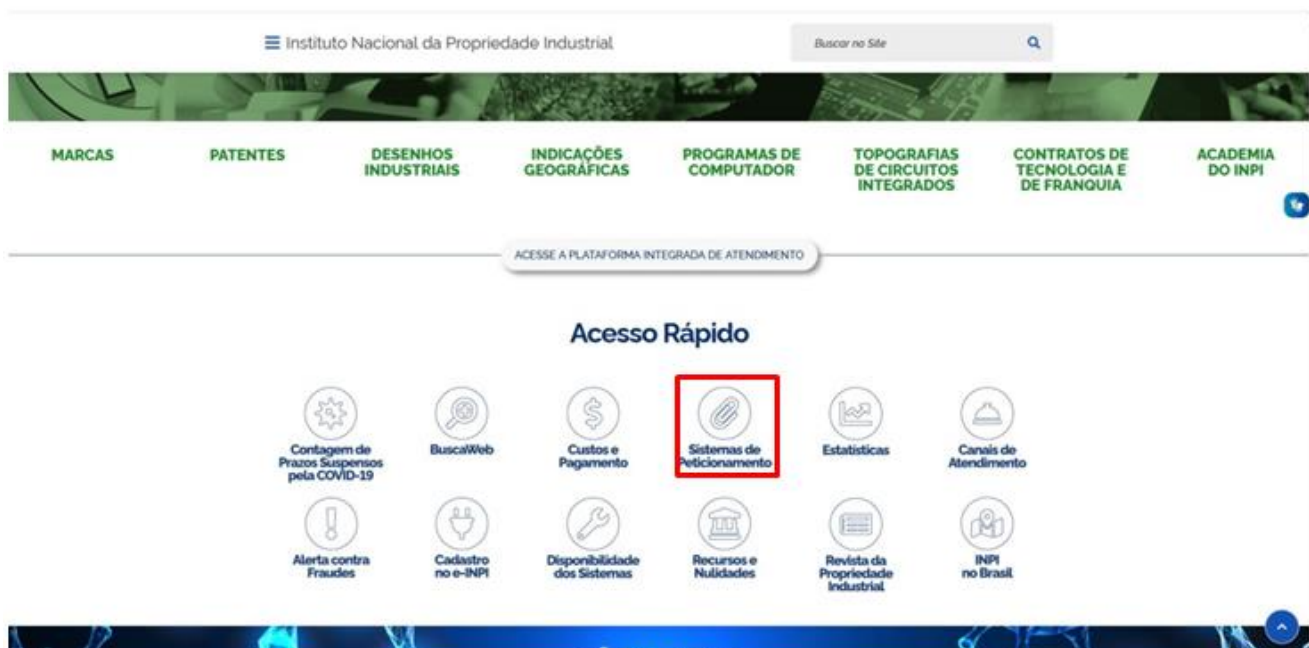 Instituto Nacional da Propriedade Industrial
Buscar no Site
MARCAS
PATENTES
DESENHOS
INDUSTRIAIS
INDICAÇÕES
GEOGRÁFICAS
PROGRAMAS DE
COMPUTADOR
TOPOGRAFIAS
DE CIRCUITOS
INTEGRADOS
CONTRATOS DE
TECNOLOGIA E
DE FRANQUIA
ACADEMIA
DO INPI
ACESSE A PLATAFORMA INTEGRADA DE ATENDIMENTO
Acesso Rápido
Contagem de
Prazos Suspensos
pela COVID-19
BuscaWeb
Custos e
Pagamento
Sistemas de
Peticionamento
Estatísticas
Canais de
Atendimento
Alerta contra
Fraudes
Cadastro
no e-INPI
Disponibilidade
dos Sistemas
Recursos e
Nulidades
Revista da
Propriedade
Industrial
INPI
no Brasil